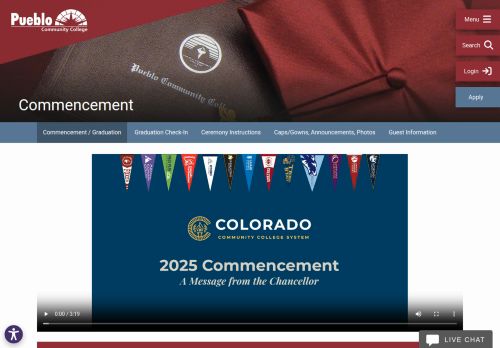 Pueblo
Community College
Menu
Search
Login
Apply
Pueblo Community College
Commencement
Commencement / Graduation
Graduation Check-In
Ceremony Instructions
Caps/Gowns, Announcements, Photos
Guest Information
COLORADO
COMMUNITY COLLEGE SYSTEM
2025 Commencement
A Message from the Chancellor
0:00 / 3:19
LIVE CHAT